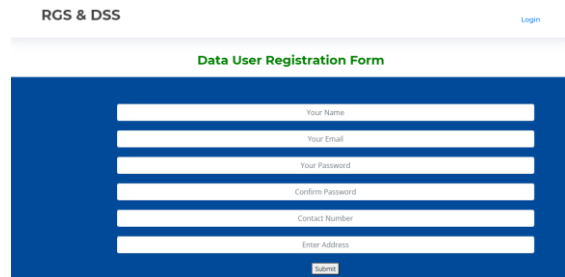 RGS & DSS
Login
Data User Registration Form
Your Name
Your Email
Your Password
Confirm Password
Contact Number
Enter Address
Submit